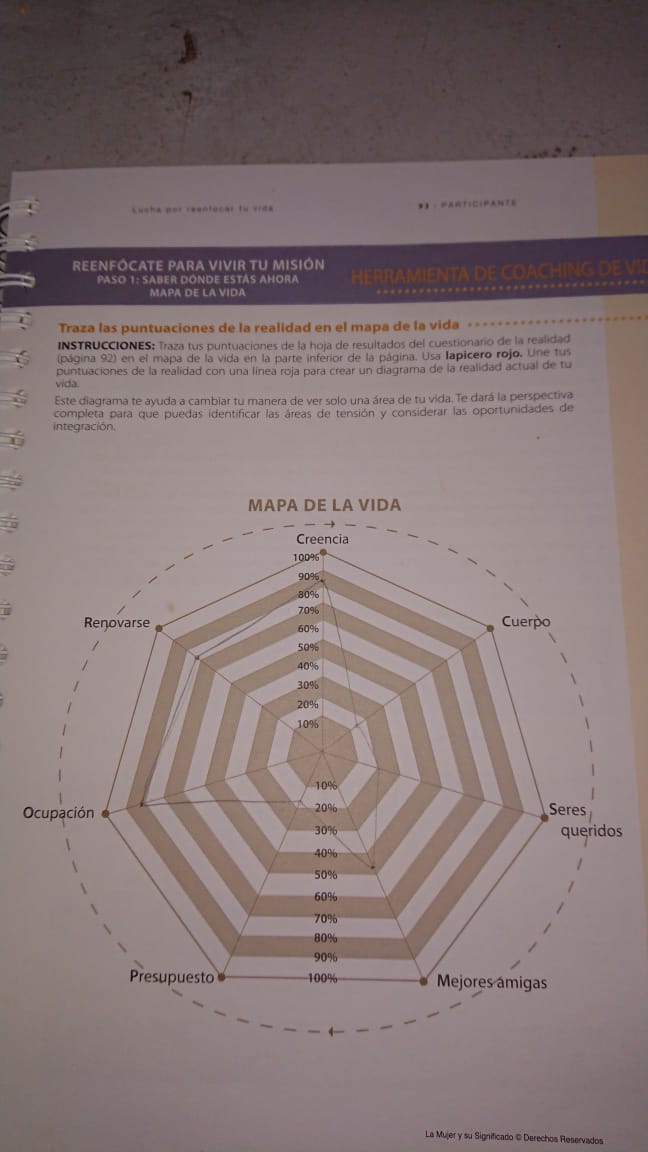 Lucha por reenfocar tu vida
93 - PARTICIPANTE
REENFÓCATE PARA VIVIR TU MISIÓN
PASO 1: SABER DÓNDE ESTÁS AHORA
MAPA DE LA VIDA
HERRAMIENTA DE COACHING DE
Traza las puntuaciones de la realidad en el mapa de la vida
INSTRUCCIONES: Traza tus puntuaciones de la hoja de resultados del cuestionario de la realidad
(página 92) en el mapa de la vida en la parte inferior de la página. Usa lapicero rojo. Une tus
puntuaciones de la realidad con una línea roja para crear un diagrama de la realidad actual de tu
vida.
Este diagrama te ayuda a cambiar tu manera de ver solo una área de tu vida. Te dará la perspectiva
completa para que puedas identificar las áreas de tensión y considerar las oportunidades de
integración.
MAPA DE LA VIDA
Creencia
100%
90%
80%
70%
60%
50%
40%
30%
20%
10%
Renovarse
Cuerpo
Ocupación
Seres
queridos
10%
20%
30%
40%
50%
60%
70%
80%
90%
100%
Presupuesto
Mejores amigas
La Mujer y su Significado © Derechos Reservados